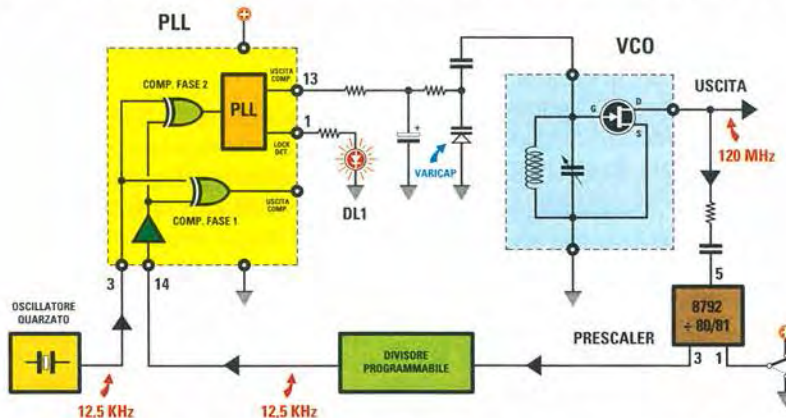 PLL
VCO
COMP. FASE 2
PLL
USCITA
COMP.
13
1
LOCK
DET.
DL1
VARICAP
G
D
S
USCITA
120 MHz
COMP. FASE 1
USCITA
COMP.
3
14
5
OSCILLATORE
QUARZATO
12,5 KHz
12,5 KHz
DIVISORE
PROGRAMMABILE
PRESCALER
8792
÷ 80/81
3
1
+
+
+